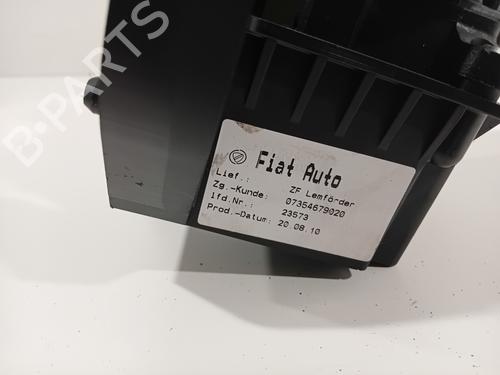 B-PARTS
Fiat Auto
Lief.: ZF Lemförder
Zg.-Kunde: 07354679020
lfd.Nr.: 23573
Prod.-Datum: 20.08.10